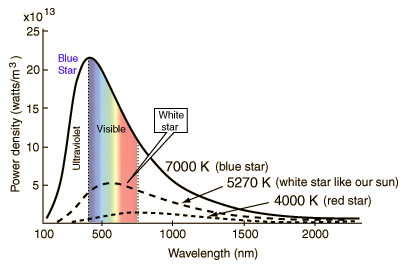 x10 13
25
20
15
10
5
Power density (watts/m 3 )
Blue
Star
Ultraviolet
Visible
White
star
7000 K (blue star)
5270 K (white star like our sun)
4000 K (red star)
100
500
1000
1500
2000
Wavelength (nm)